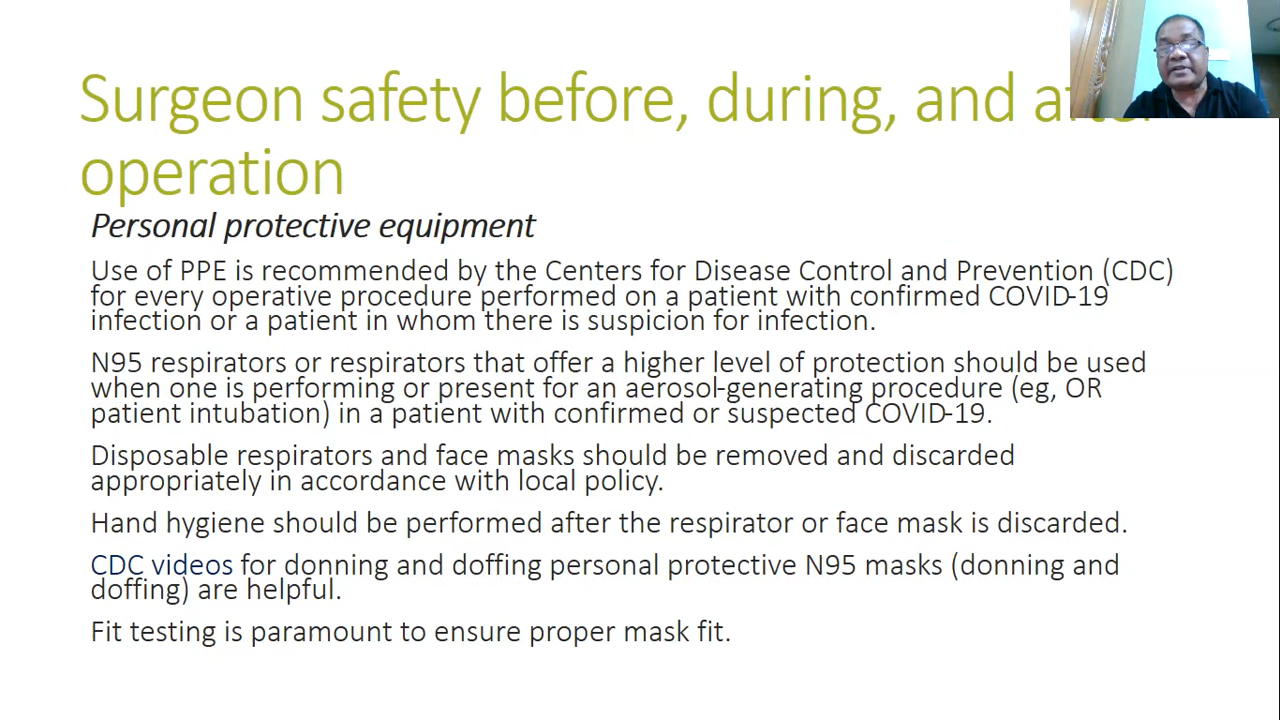 Surgeon safety before, during, and
operation
Personal protective equipment
Use of PPE is recommended by the Centers for Disease Control and Prevention (CDC)
for every operative procedure performed on a patient with confirmed COVID-19
infection or a patient in whom there is suspicion for infection.
N95 respirators or respirators that offer a higher level of protection should be used
when one is performing or present for an aerosol-generating procedure (eg, OR
patient intubation) in a patient with confirmed or suspected COVID-19.
Disposable respirators and face masks should be removed and discarded
appropriately in accordance with local policy.
Hand hygiene should be performed after the respirator or face mask is discarded.
CDC videos for donning and doffing personal protective N95 masks (donning and
doffing) are helpful.
Fit testing is paramount to ensure proper mask fit.